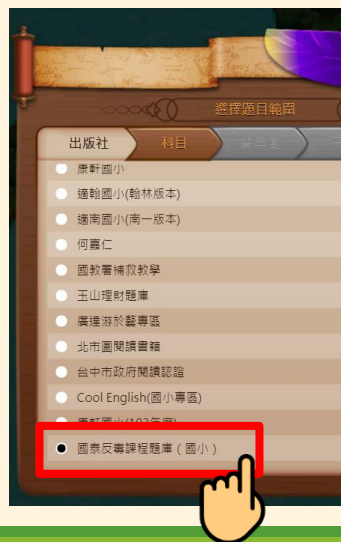 選擇題目範圍
出版社
科目
康軒國小
適翰國小(翰林版本)
適南國小(南一版本)
何嘉仁
國教署補救教學
玉山理財題庫
廣達游於藝專區
北市圖閱讀書籍
台中市政府閱讀認證
Cool English(國小專區)
國泰反毒課程題庫(國小)